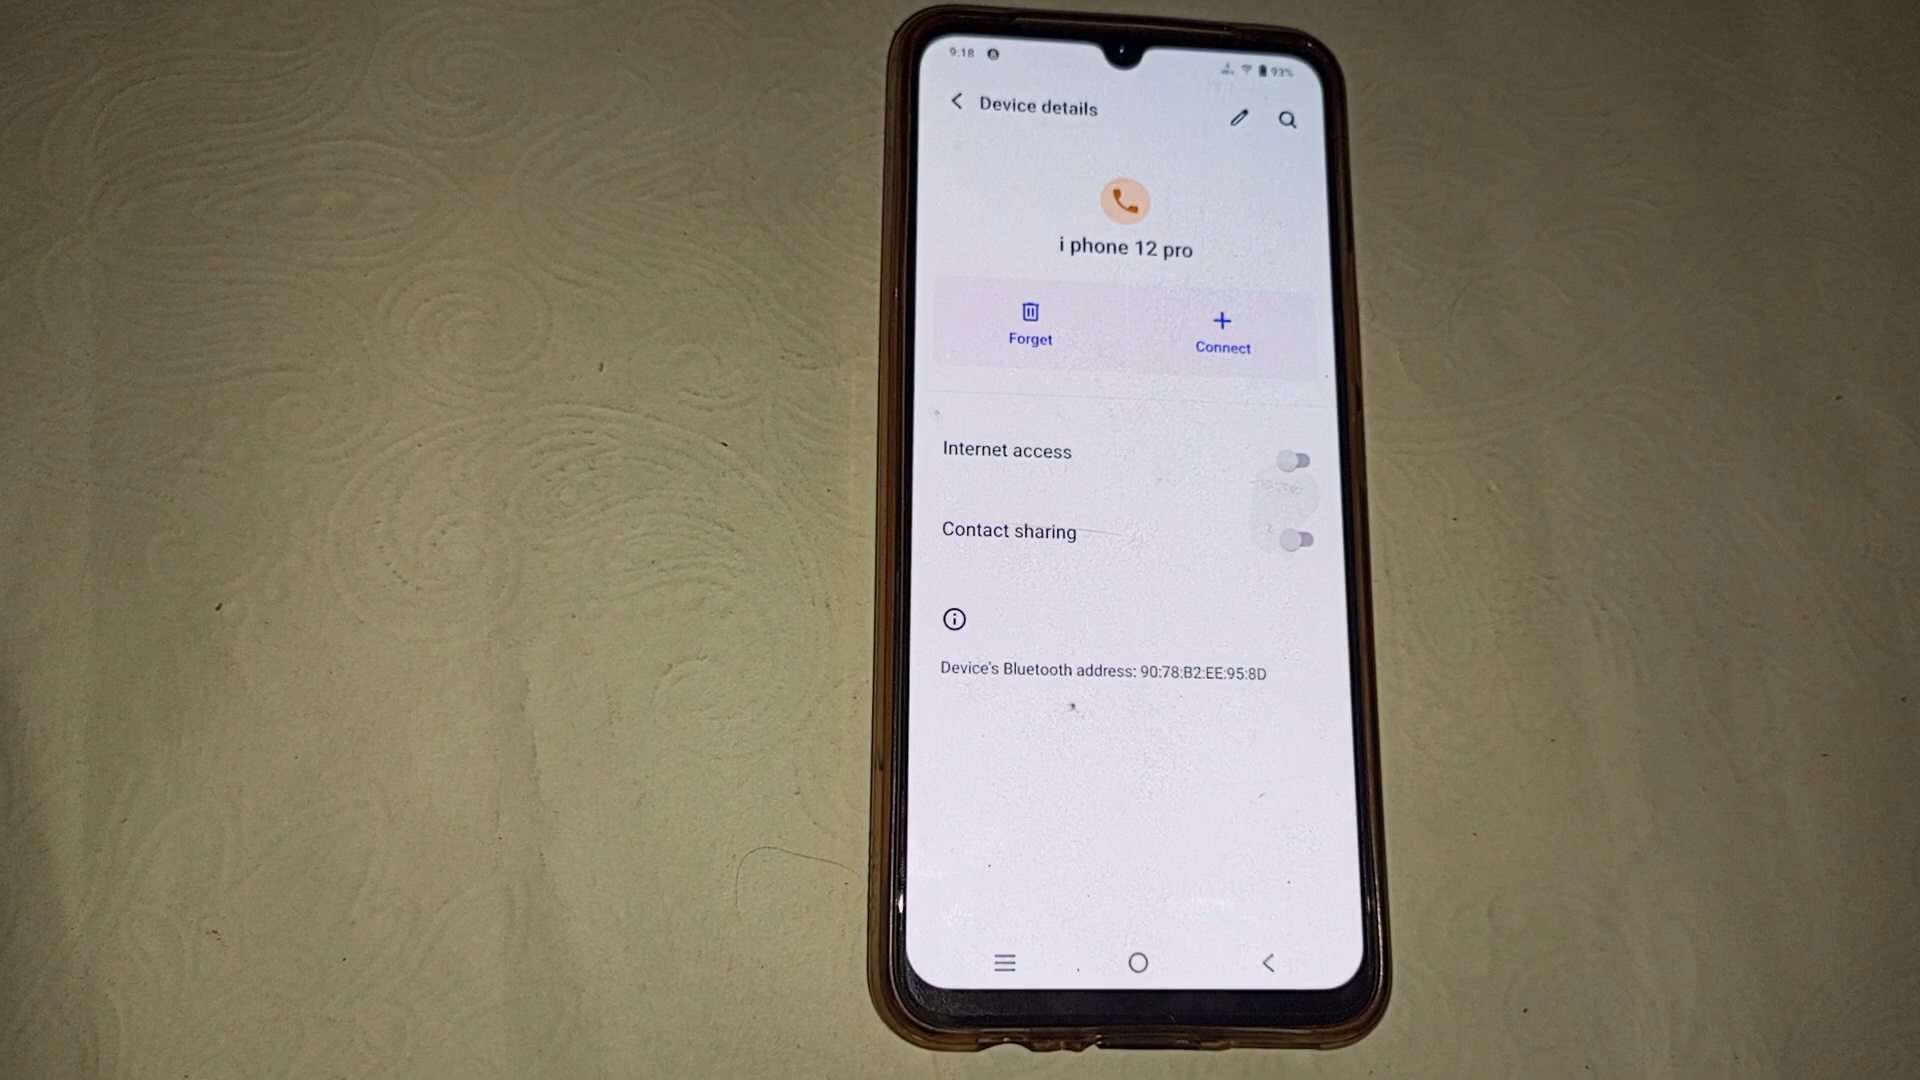 9:18
93%
Device details
i phone 12 pro
Forget
Connect
Internet access
Contact sharing
Device's Bluetooth address: 90:78:B2:EE:95:8D